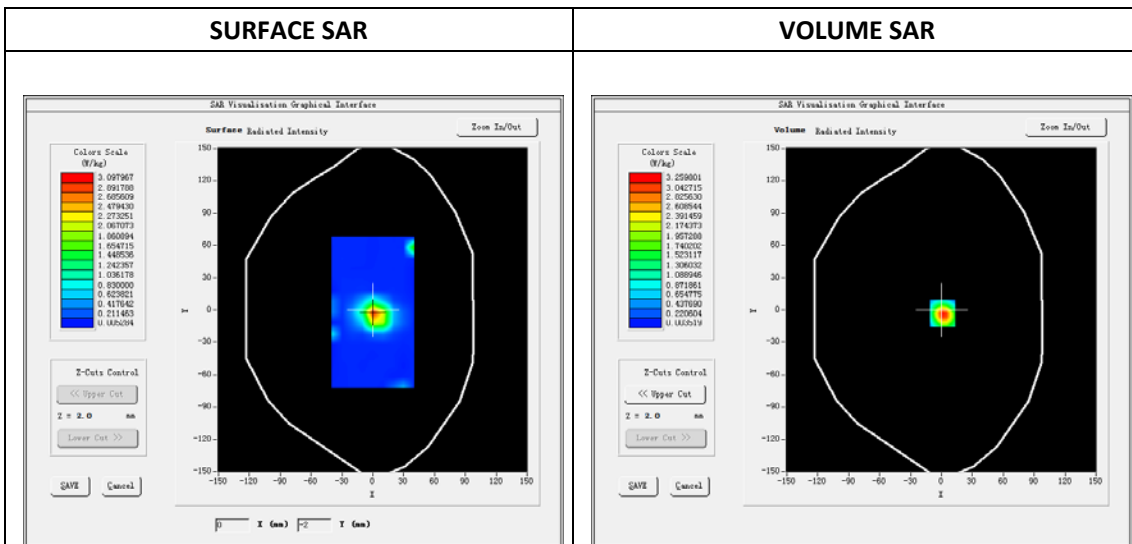 SURFACE SAR
VOLUME SAR
SAR Visualisation Graphical Interface
Surface Radiated Intensity
Zoom In/Out
Colors Scale
(W/kg)
3.097967
2.891788
2.685609
2.479430
2.273251
2.067073
1.860894
1.654715
1.448536
1.242357
1.036178
0.830000
0.623821
0.417642
0.211463
0.005284
Z-Cuts Control
<< Upper Cut
Z = 2.0 mm
Lower Cut >>
SAVE
Cancel
150
120
90
60
30
0
-30
-60
-90
-120
-150
Y
-150 -120 -90 -60 -30 0 30 60 90 120 150
X
0 X (mm) -2 Y (mm)
SAR Visualisation Graphical Interface
Volume Radiated Intensity
Zoom In/Out
Colors Scale
(W/kg)
3.259801
3.042715
2.825630
2.608544
2.391459
2.174373
1.957288
1.740202
1.523117
1.306032
1.088946
0.871861
0.654775
0.437690
0.220604
0.003519
Z-Cuts Control
<< Upper Cut
Z = 2.0 mm
Lower Cut >>
SAVE
Cancel
150
120
90
60
30
0
-30
-60
-90
-120
-150
Y
-150 -120 -90 -60 -30 0 30 60 90 120 150
X